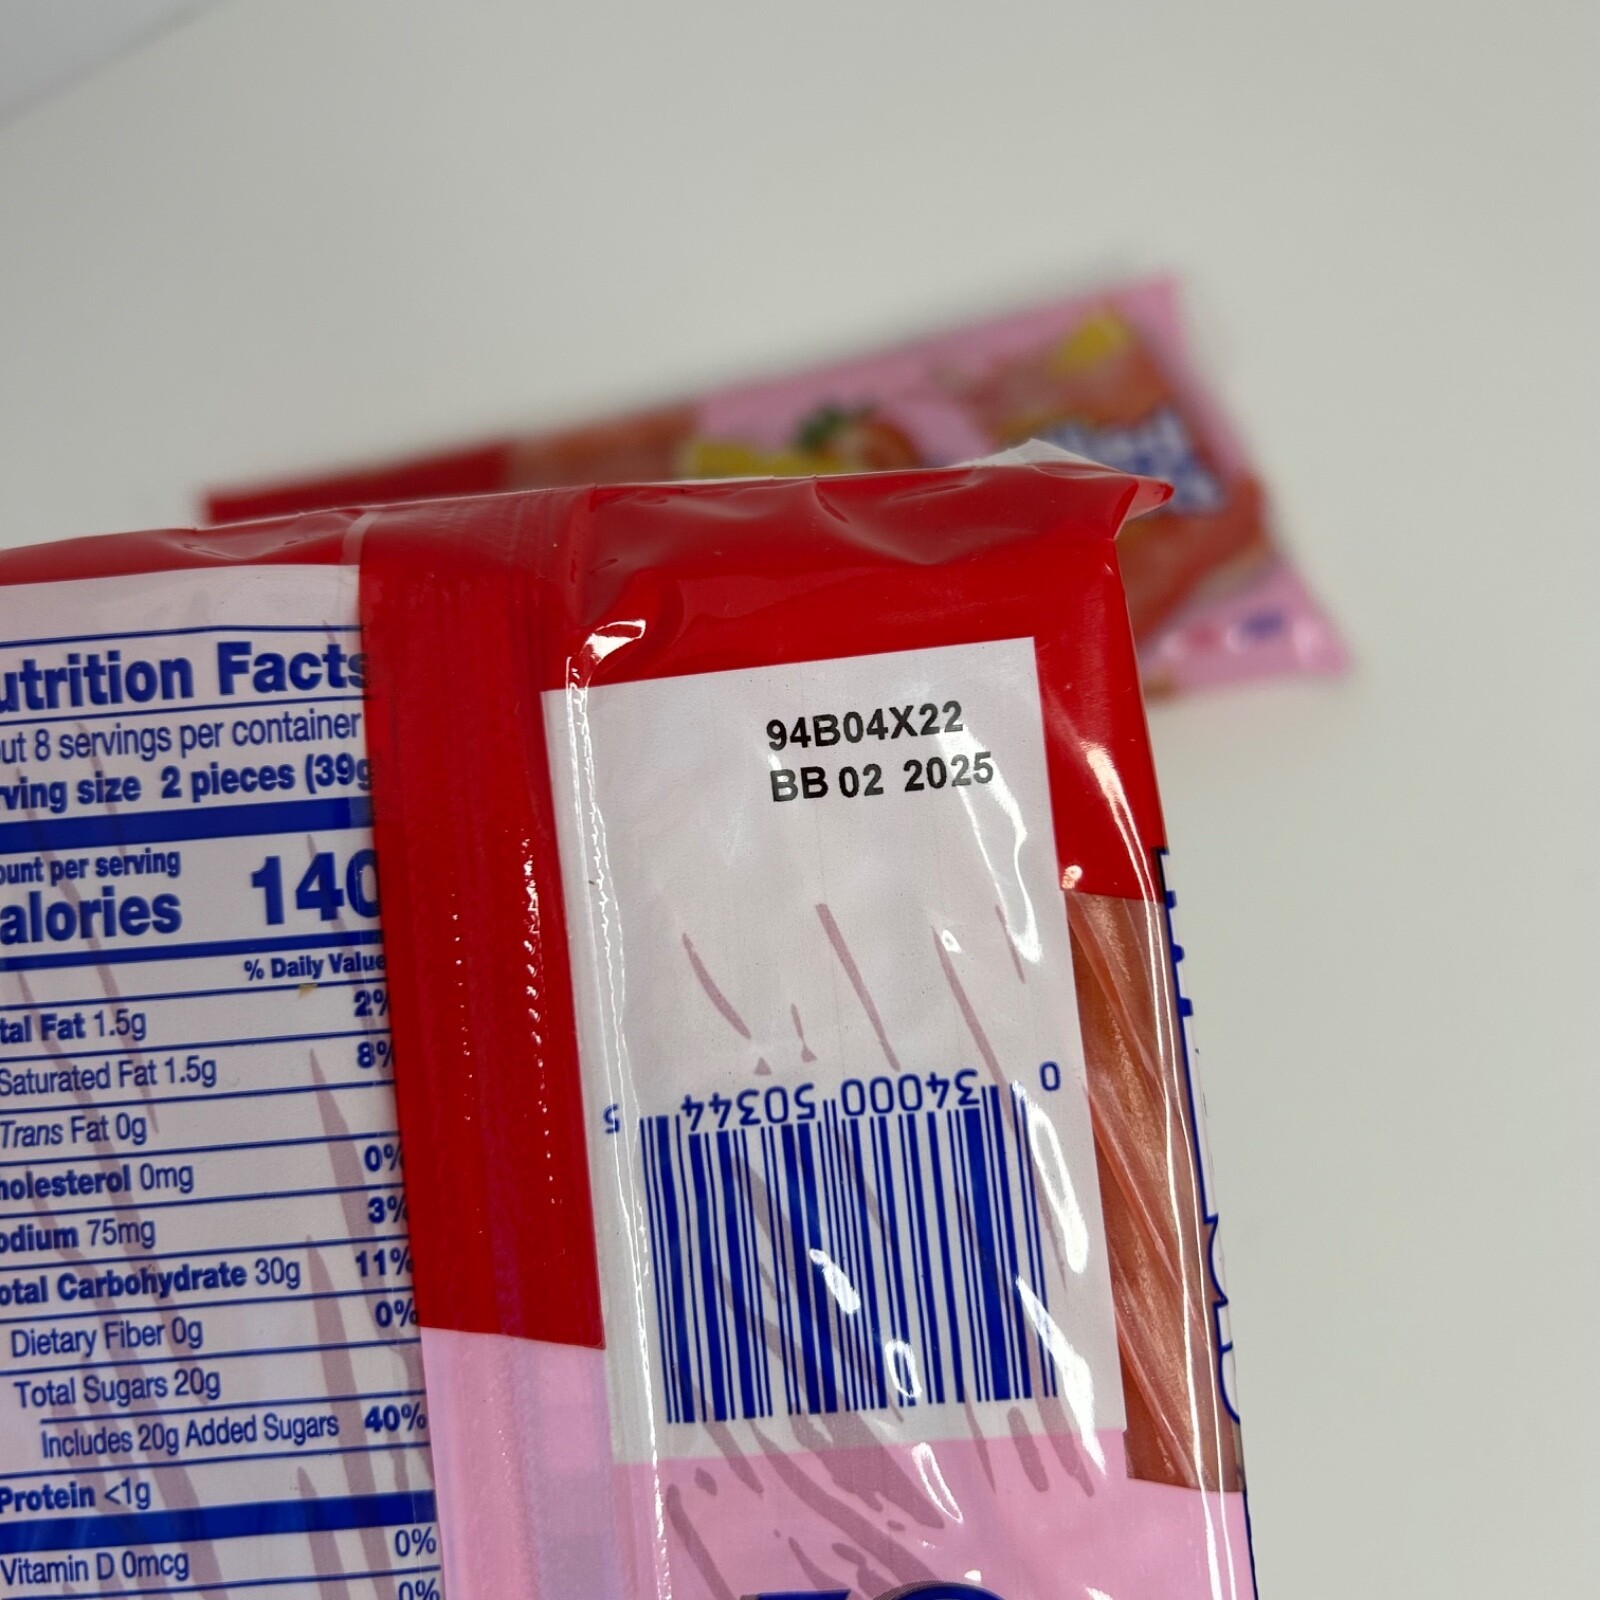 utrition Facts
ut 8 servings per container
ving size 2 pieces (39g
ount per serving
alories 140
% Daily Value
tal Fat 1.5g 2%
Saturated Fat 1.5g 8%
Trans Fat 0g
holesterol 0mg 0%
odium 75mg 3%
otal Carbohydrate 30g 11%
Dietary Fiber 0g 0%
Total Sugars 20g
Includes 20g Added Sugars 40%
Protein <1g
Vitamin D 0mcg 0%
0%
94B04X22
BB 02 2025
0 34000 50344 5